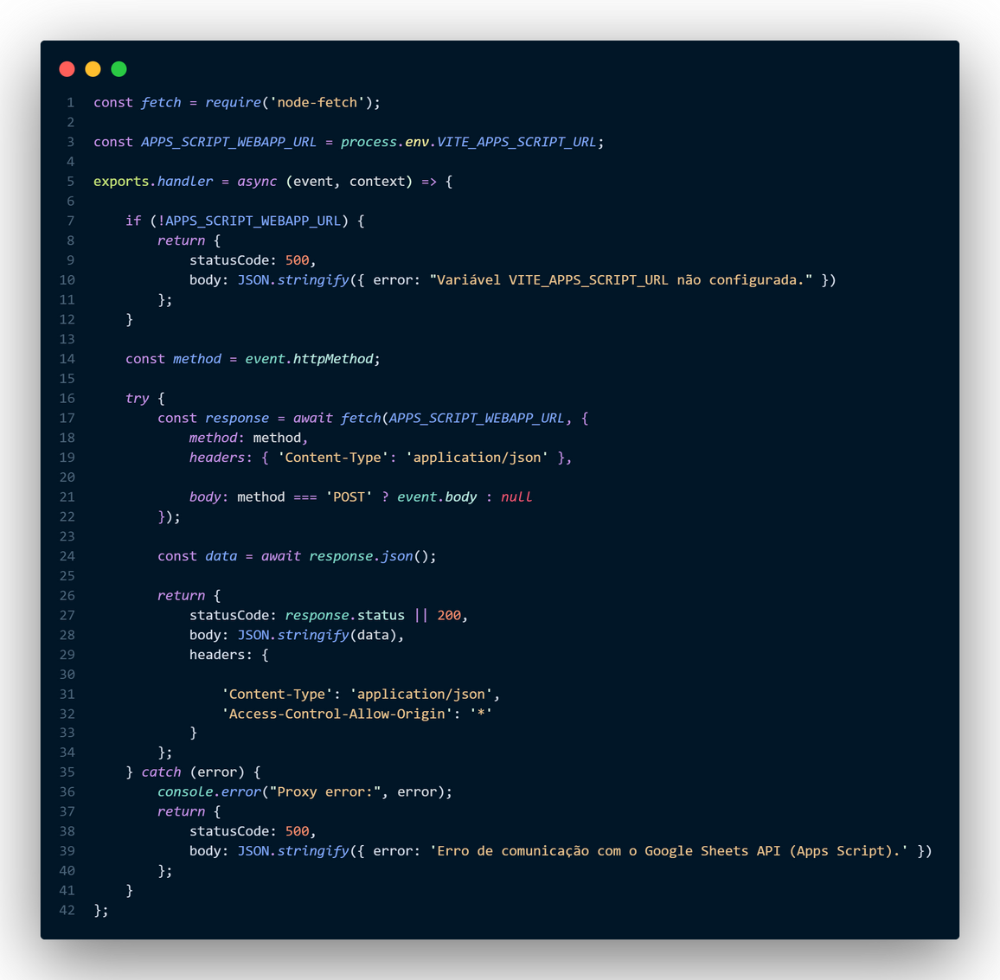 1 const fetch = require('node-fetch');
2
3 const APPS_SCRIPT_WEBAPP_URL = process.env.VITE_APPS_SCRIPT_URL;
4
5 exports.handler = async (event, context) => {
6
7     if (!APPS_SCRIPT_WEBAPP_URL) {
8         return {
9             statusCode: 500,
10             body: JSON.stringify({ error: "Variável VITE_APPS_SCRIPT_URL não configurada." })
11         };
12     }
13
14     const method = event.httpMethod;
15
16     try {
17         const response = await fetch(APPS_SCRIPT_WEBAPP_URL, {
18             method: method,
19             headers: { 'Content-Type': 'application/json' },
20
21             body: method === 'POST' ? event.body : null
22         });
23
24         const data = await response.json();
25
26         return {
27             statusCode: response.status || 200,
28             body: JSON.stringify(data),
29             headers: {
30
31                 'Content-Type': 'application/json',
32                 'Access-Control-Allow-Origin': '*'
33             }
34         };
35     } catch (error) {
36         console.error("Proxy error:", error);
37         return {
38             statusCode: 500,
39             body: JSON.stringify({ error: 'Erro de comunicação com o Google Sheets API (Apps Script).' })
40         };
41     }
42 };